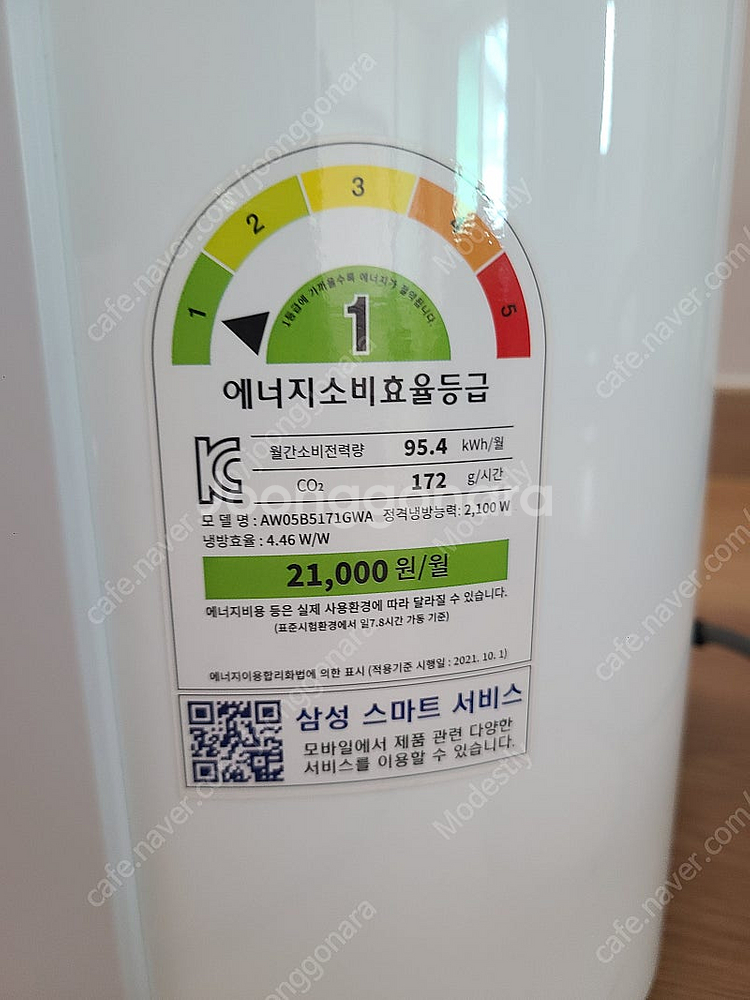 1 2 3 4 5
1등급에 가까울수록 에너지가 절약됩니다
1
에너지소비효율등급
월간소비전력량 95.4 kWh/월
CO₂ 172 g/시간
모 델 명 : AW05B5171GWA 정격냉방능력: 2,100 W
냉방효율 : 4.46 W/W
21,000 원/월
에너지비용 등은 실제 사용환경에 따라 달라질 수 있습니다.
(표준시험환경에서 일7.8시간 가동 기준)
에너지이용합리화법에 의한 표시 (적용기준 시행일 : 2021. 10. 1)
삼성 스마트 서비스
모바일에서 제품 관련 다양한
서비스를 이용할 수 있습니다.
Joonggonara
cafe.naver.com/joonggonara
Modestly